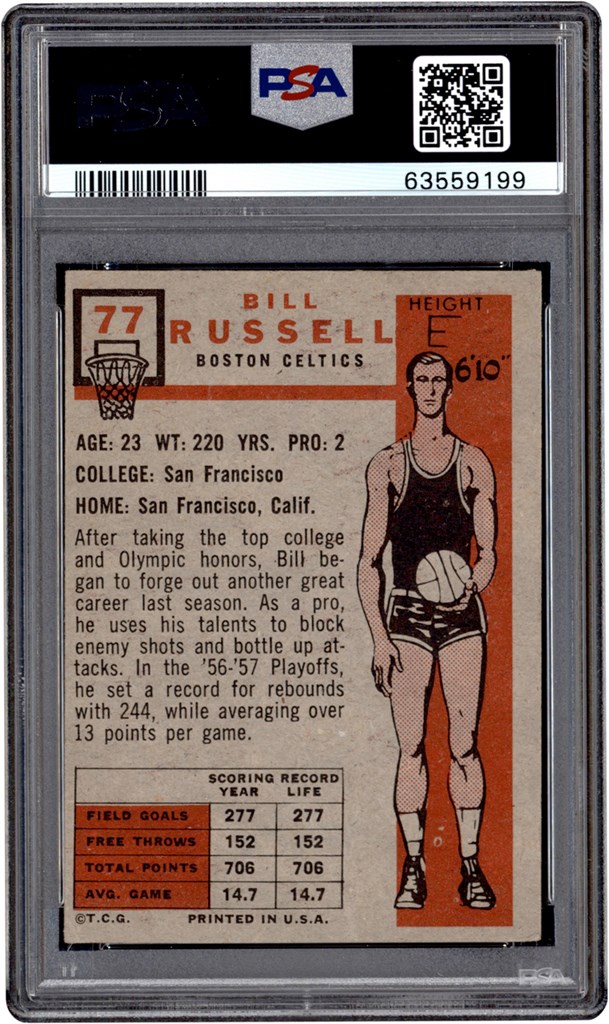 PSA
PSA
63559199
77
BILL
RUSSELL
BOSTON CELTICS
HEIGHT
E
6'10"
AGE: 23 WT: 220 YRS. PRO: 2
COLLEGE: San Francisco
HOME: San Francisco, Calif.
After taking the top college
and Olympic honors, Bill be-
gan to forge out another great
career last season. As a pro,
he uses his talents to block
enemy shots and bottle up at-
tacks. In the '56-'57 Playoffs,
he set a record for rebounds
with 244, while averaging over
13 points per game.
SCORING RECORD
YEAR LIFE
FIELD GOALS 277 277
FREE THROWS 152 152
TOTAL POINTS 706 706
AVG. GAME 14.7 14.7
©T.C.G. PRINTED IN U.S.A.
PSA